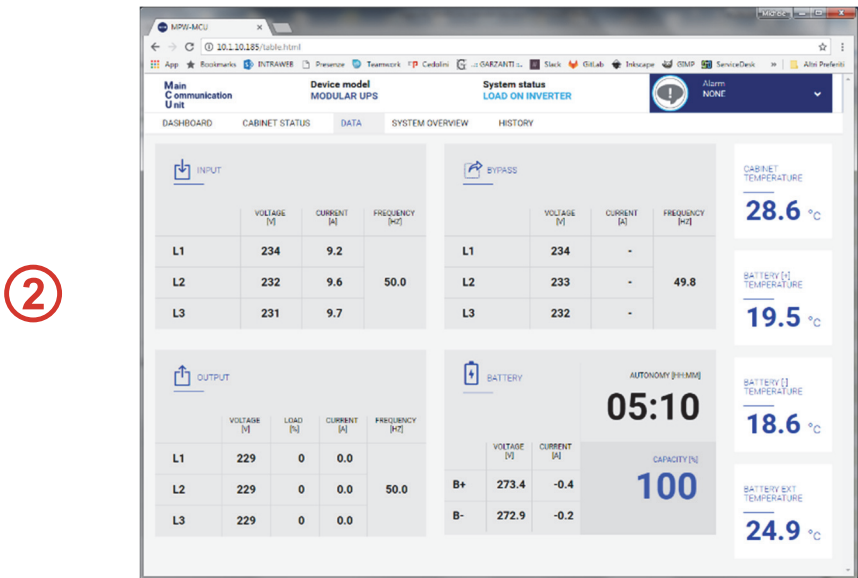 2
MPW-MCU
10.1.10.185/table.html
App Bookmarks INTRAWEB Presenze Teamwork Cedolini Slack GitLab Inkscape GIMP ServiceDesk » Altri Preferiti
Main
Communication
Unit
Device model
MODULAR UPS
System status
LOAD ON INVERTER
Alarm
NONE
DASHBOARD CABINET STATUS DATA SYSTEM OVERVIEW HISTORY
INPUT
VOLTAGE [V] CURRENT [A] FREQUENCY [HZ]
L1 234 9.2
L2 232 9.6 50.0
L3 231 9.7
BYPASS
VOLTAGE [V] CURRENT [A] FREQUENCY [HZ]
L1 234 -
L2 233 - 49.8
L3 232 -
CABINET
TEMPERATURE
28.6 °C
BATTERY [+]
TEMPERATURE
19.5 °C
OUTPUT
VOLTAGE [V] LOAD [%] CURRENT [A] FREQUENCY [HZ]
L1 229 0 0.0
L2 229 0 0.0 50.0
L3 229 0 0.0
BATTERY
AUTONOMY [HH:MM]
05:10
VOLTAGE [V] CURRENT [A]
B+ 273.4 -0.4
B- 272.9 -0.2
CAPACITY [%]
100
BATTERY [-]
TEMPERATURE
18.6 °C
BATTERY EXT
TEMPERATURE
24.9 °C